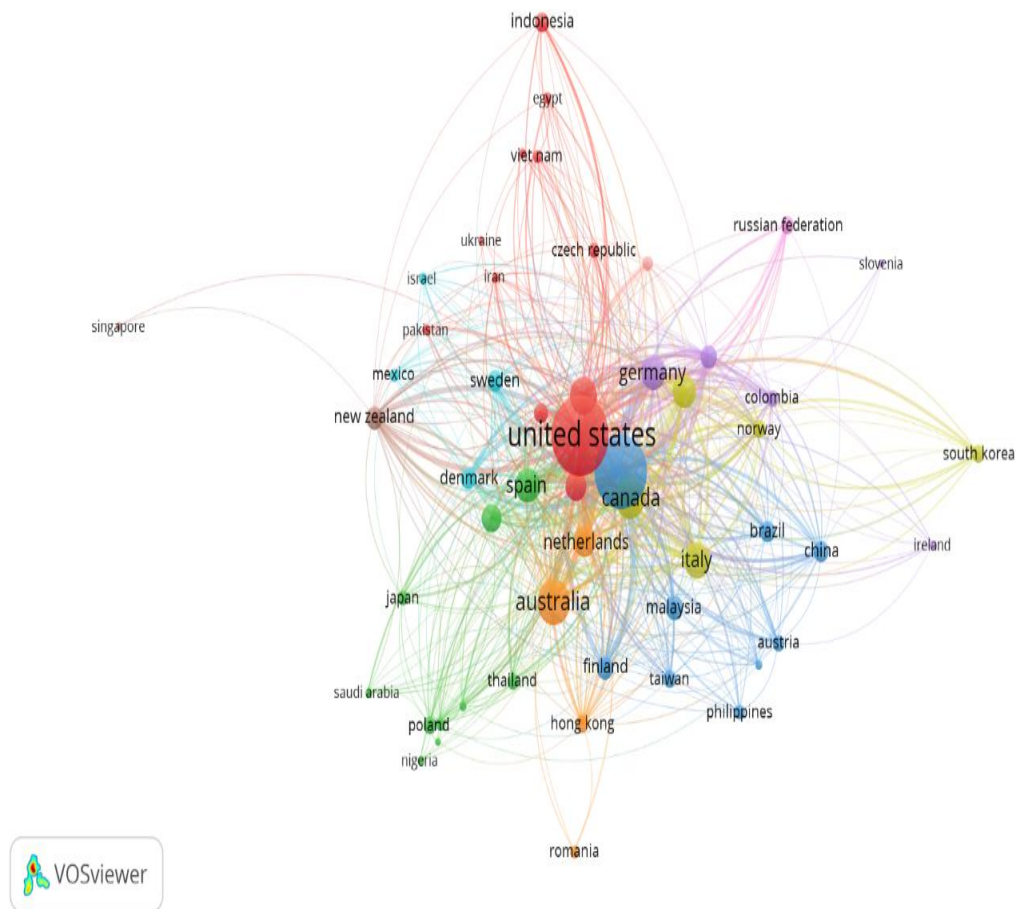 indonesia
egypt
viet nam
russian federation
ukraine
czech republic
slovenia
israel
iran
singapore
pakistan
mexico
sweden
germany
colombia
new zealand
norway
united states
south korea
denmark
spain
canada
brazil
netherlands
china
ireland
italy
japan
australia
malaysia
austria
finland
thailand
taiwan
saudi arabia
philippines
poland
hong kong
nigeria
romania
VOSviewer